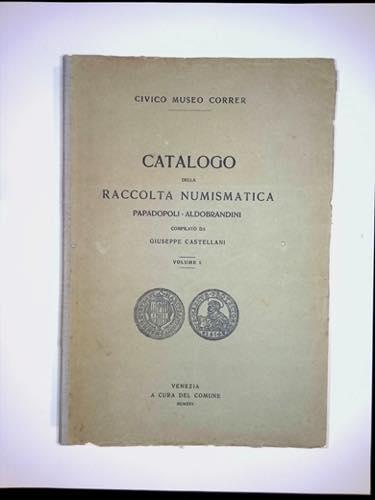 CIVICO MUSEO CORRER
CATALOGO
DELLA
RACCOLTA NUMISMATICA
PAPADOPOLI - ALDOBRANDINI
COMPILATO DA
GIUSEPPE CASTELLANI
VOLUME I.
VENEZIA
A CURA DEL COMUNE